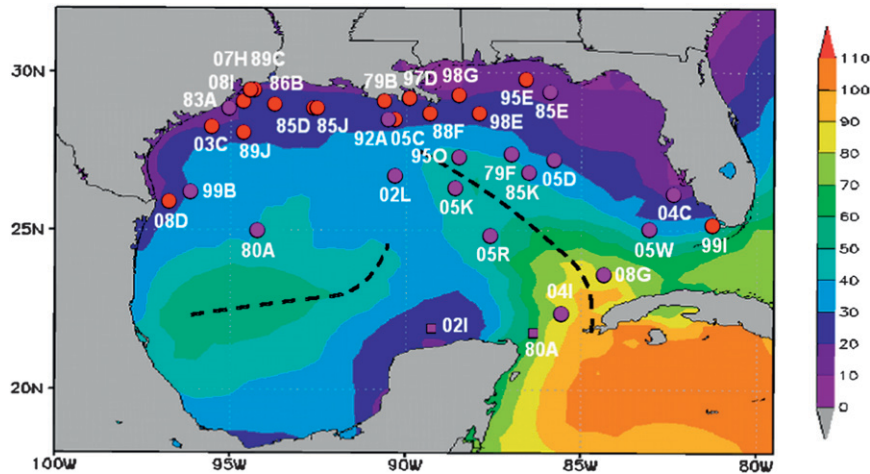 07H 89C
08I
86B
79B
97D
98G
30N
83A
95E
85E
85D
85J
92A
05C
88F
98E
03C
89J
95O
79F
05D
85K
99B
02L
05K
04C
08D
25N
80A
05R
05W
99I
08G
04I
02I
80A
20N
100W
95W
90W
85W
80W
110
100
90
80
70
60
50
40
30
20
10
0